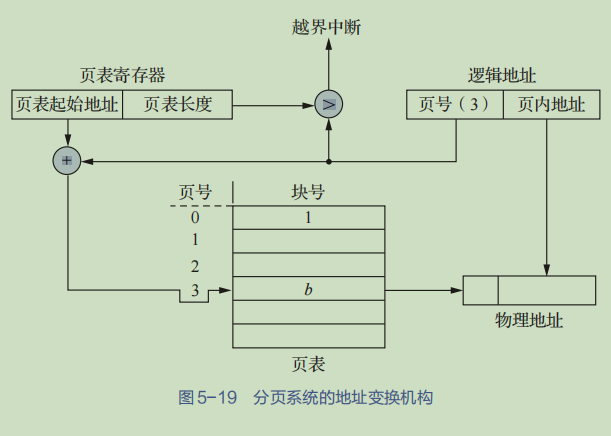 越界中断
页表寄存器
逻辑地址
页表起始地址 页表长度
≥
页号（3） 页内地址
+
页号 块号
0 1
1
2
3 b
物理地址
页表
图5-19 分页系统的地址变换机构